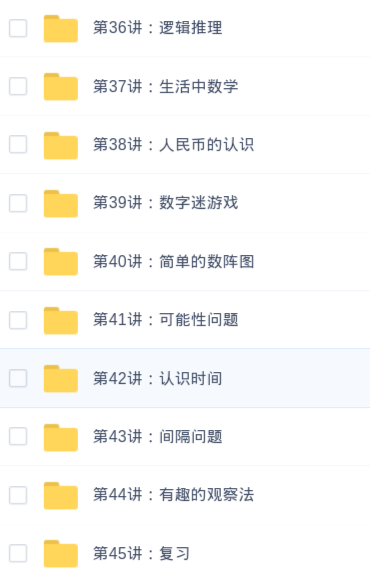 第36讲：逻辑推理
第37讲：生活中数学
第38讲：人民币的认识
第39讲：数字迷游戏
第40讲：简单的数阵图
第41讲：可能性问题
第42讲：认识时间
第43讲：间隔问题
第44讲：有趣的观察法
第45讲：复习